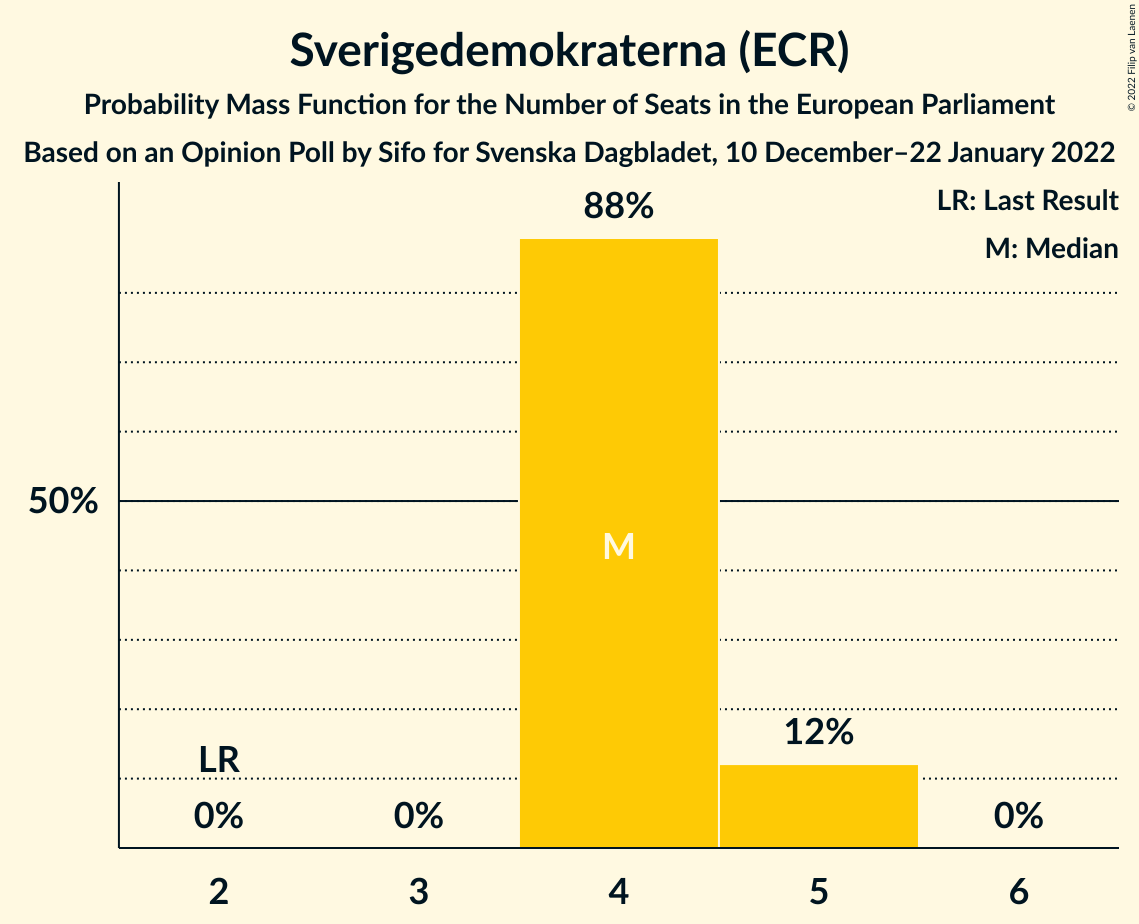 Sverigedemokraterna (ECR)
Probability Mass Function for the Number of Seats in the European Parliament
Based on an Opinion Poll by Sifo for Svenska Dagbladet, 10 December–22 January 2022
© 2022 Filip van Laenen
LR: Last Result
M: Median
88%
50%
M
12%
LR
0%
0%
0%
2
3
4
5
6